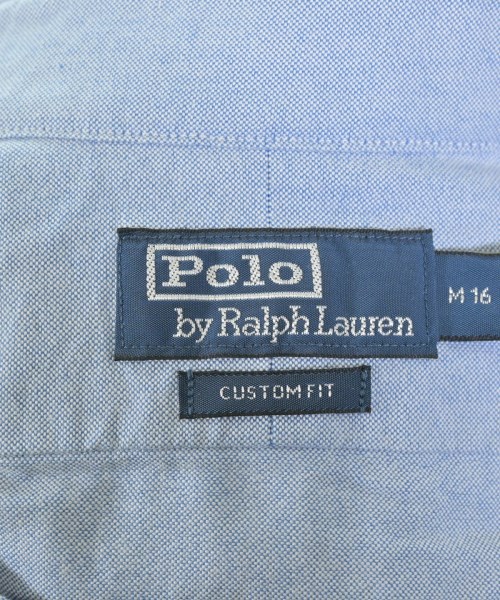 Polo
by Ralph Lauren
M 16
CUSTOM FIT